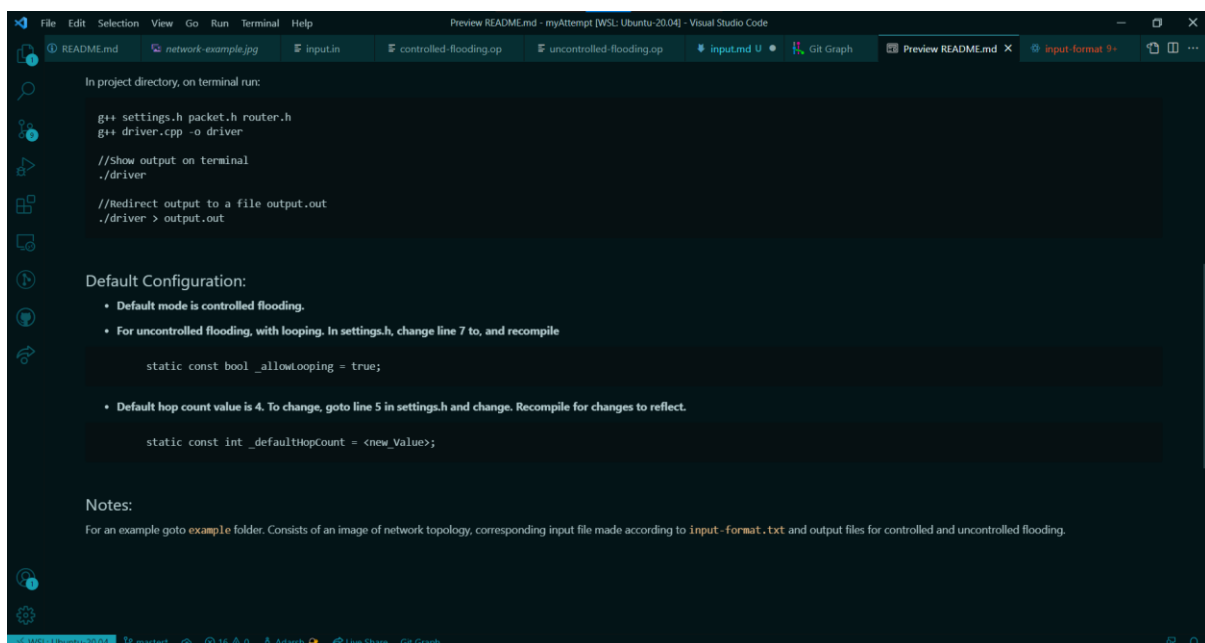 File Edit Selection View Go Run Terminal Help Preview README.md - myAttempt [WSL: Ubuntu-20.04] - Visual Studio Code
README.md network-example.jpg input.in controlled-flooding.op uncontrolled-flooding.op input.md U Git Graph Preview README.md input-format 9+
In project directory, on terminal run:
g++ settings.h packet.h router.h
g++ driver.cpp -o driver
//Show output on terminal
./driver
//Redirect output to a file output.out
./driver > output.out
Default Configuration:
• Default mode is controlled flooding.
• For uncontrolled flooding, with looping. In settings.h, change line 7 to, and recompile
static const bool _allowLooping = true;
• Default hop count value is 4. To change, goto line 5 in settings.h and change. Recompile for changes to reflect.
static const int _defaultHopCount = <new_Value>;
Notes:
For an example goto example folder. Consists of an image of network topology, corresponding input file made according to input-format.txt and output files for controlled and uncontrolled flooding.
WSL: Ubuntu-20.04 16 0 Adarsh Live Share Git Graph